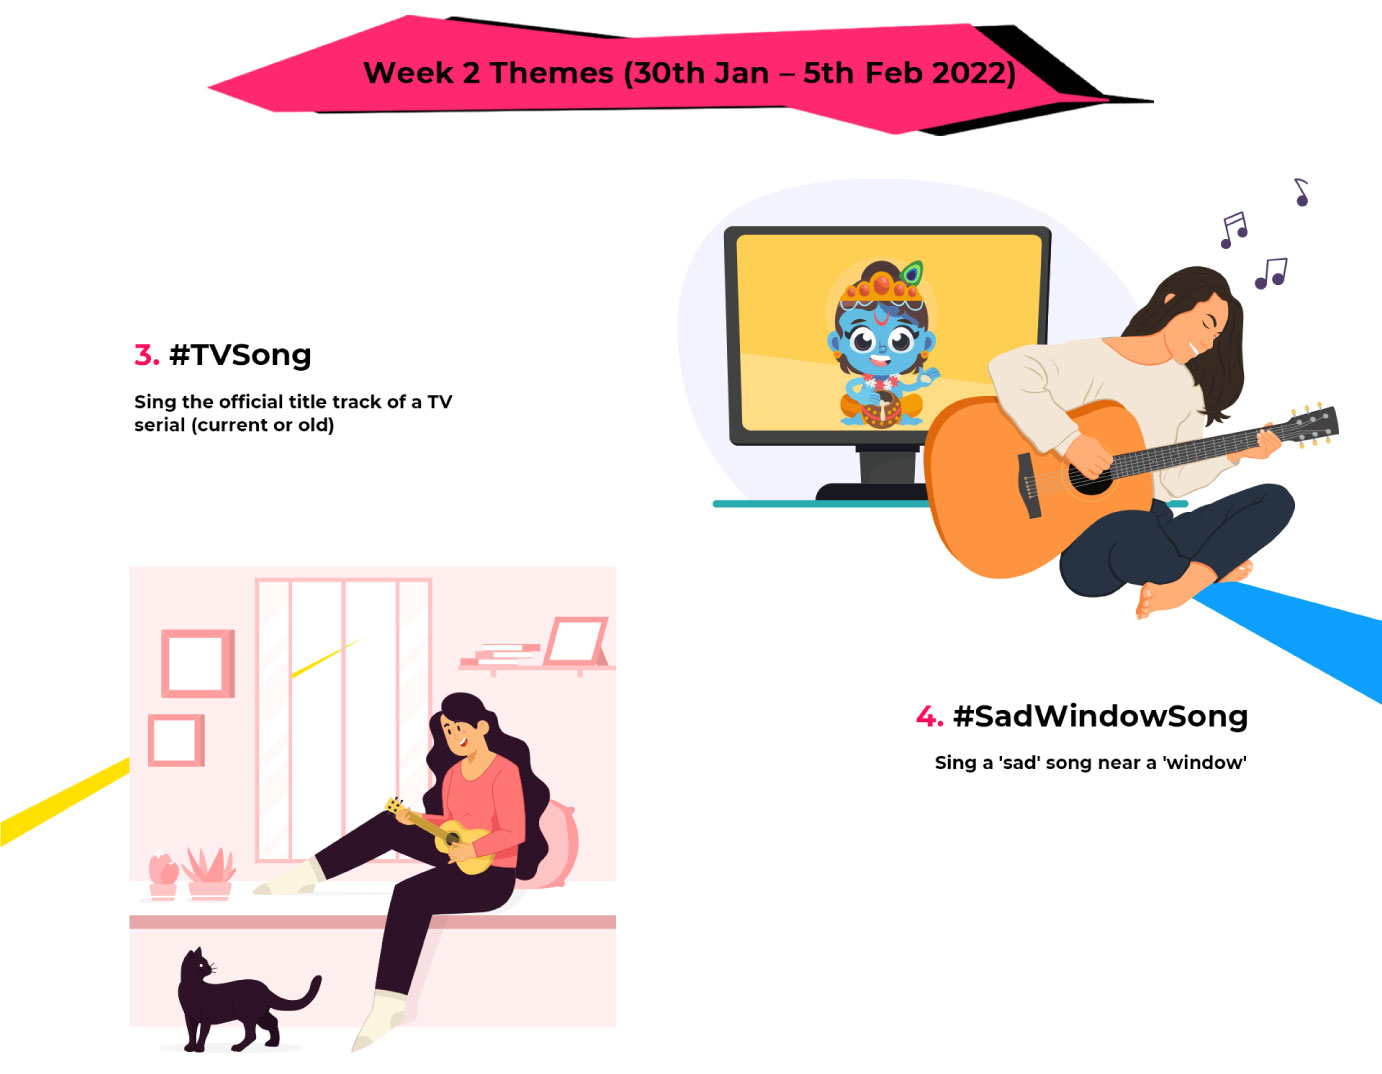 Week 2 Themes (30th Jan – 5th Feb 2022)
3. #TVSong
Sing the official title track of a TV
serial (current or old)
4. #SadWindowSong
Sing a 'sad' song near a 'window'